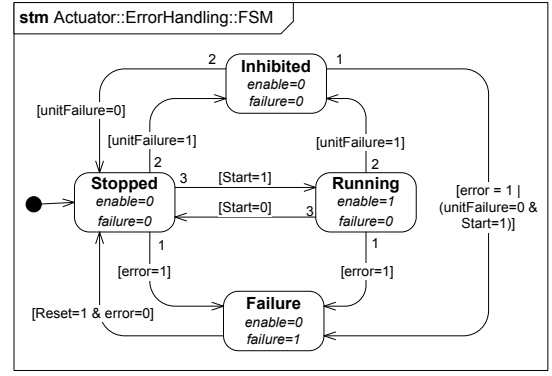 stm Actuator::ErrorHandling::FSM
2
Inhibited
1
enable=0
failure=0
[unitFailure=0]
[unitFailure=1]
[unitFailure=1]
2
2
Stopped
3
[Start=1]
Running
enable=0
enable=1
failure=0
[Start=0]
3
failure=0
[error = 1 |
(unitFailure=0 &
Start=1)]
1
1
[error=1]
[error=1]
Failure
[Reset=1 & error=0]
enable=0
failure=1